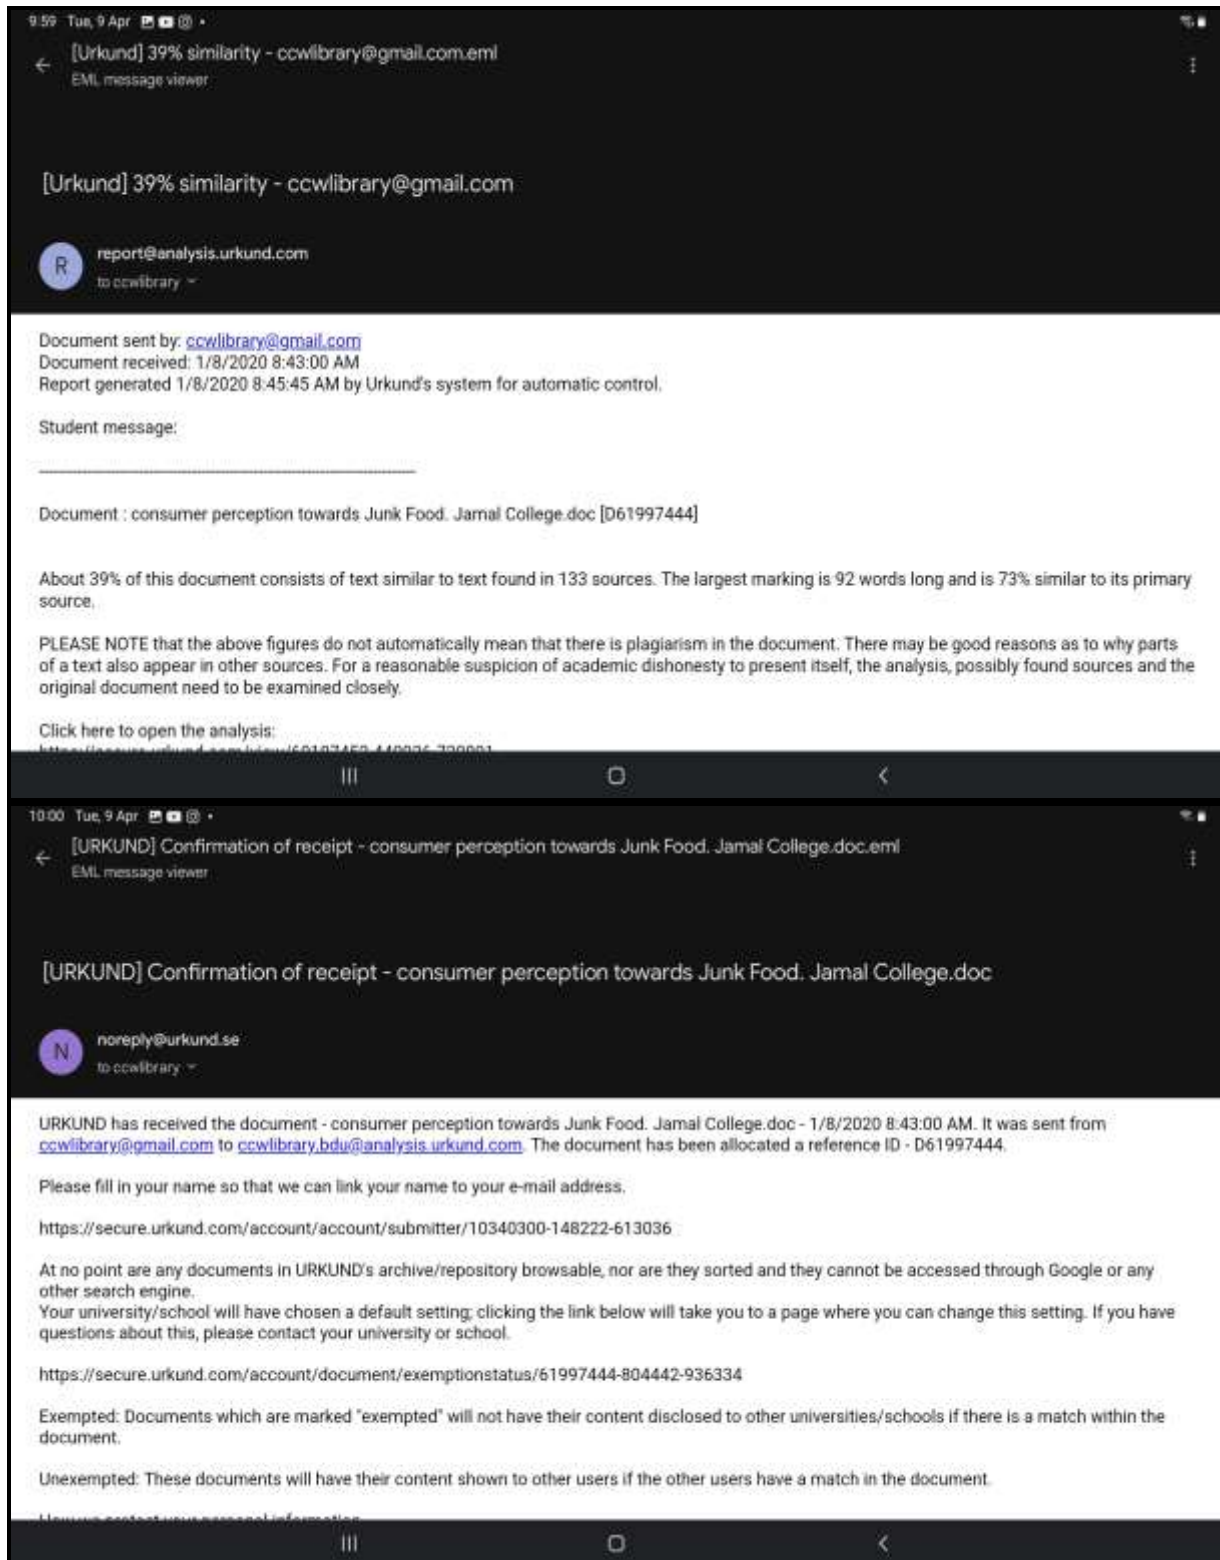 9:59 Tue, 9 Apr
[Urkund] 39% similarity - ccwlibrary@gmail.com.eml
EML message viewer
[Urkund] 39% similarity - ccwlibrary@gmail.com
R
report@analysis.urkund.com
to ccwlibrary
Document sent by: ccwlibrary@gmail.com
Document received: 1/8/2020 8:43:00 AM
Report generated 1/8/2020 8:45:45 AM by Urkund's system for automatic control.
Student message:
Document : consumer perception towards Junk Food. Jamal College.doc [D61997444]
About 39% of this document consists of text similar to text found in 133 sources. The largest marking is 92 words long and is 73% similar to its primary
source.
PLEASE NOTE that the above figures do not automatically mean that there is plagiarism in the document. There may be good reasons as to why parts
of a text also appear in other sources. For a reasonable suspicion of academic dishonesty to present itself, the analysis, possibly found sources and the
original document need to be examined closely.
Click here to open the analysis:
10:00 Tue, 9 Apr
[URKUND] Confirmation of receipt - consumer perception towards Junk Food. Jamal College.doc.eml
EML message viewer
[URKUND] Confirmation of receipt - consumer perception towards Junk Food. Jamal College.doc
N
noreply@urkund.se
to ccwlibrary
URKUND has received the document - consumer perception towards Junk Food. Jamal College.doc - 1/8/2020 8:43:00 AM. It was sent from
ccwlibrary@gmail.com to ccwlibrary.bdu@analysis.urkund.com. The document has been allocated a reference ID - D61997444.
Please fill in your name so that we can link your name to your e-mail address.
https://secure.urkund.com/account/account/submitter/10340300-148222-613036
At no point are any documents in URKUND's archive/repository browsable, nor are they sorted and they cannot be accessed through Google or any
other search engine.
Your university/school will have chosen a default setting; clicking the link below will take you to a page where you can change this setting. If you have
questions about this, please contact your university or school.
https://secure.urkund.com/account/document/exemptionstatus/61997444-804442-936334
Exempted: Documents which are marked "exempted" will not have their content disclosed to other universities/schools if there is a match within the
document.
Unexempted: These documents will have their content shown to other users if the other users have a match in the document.